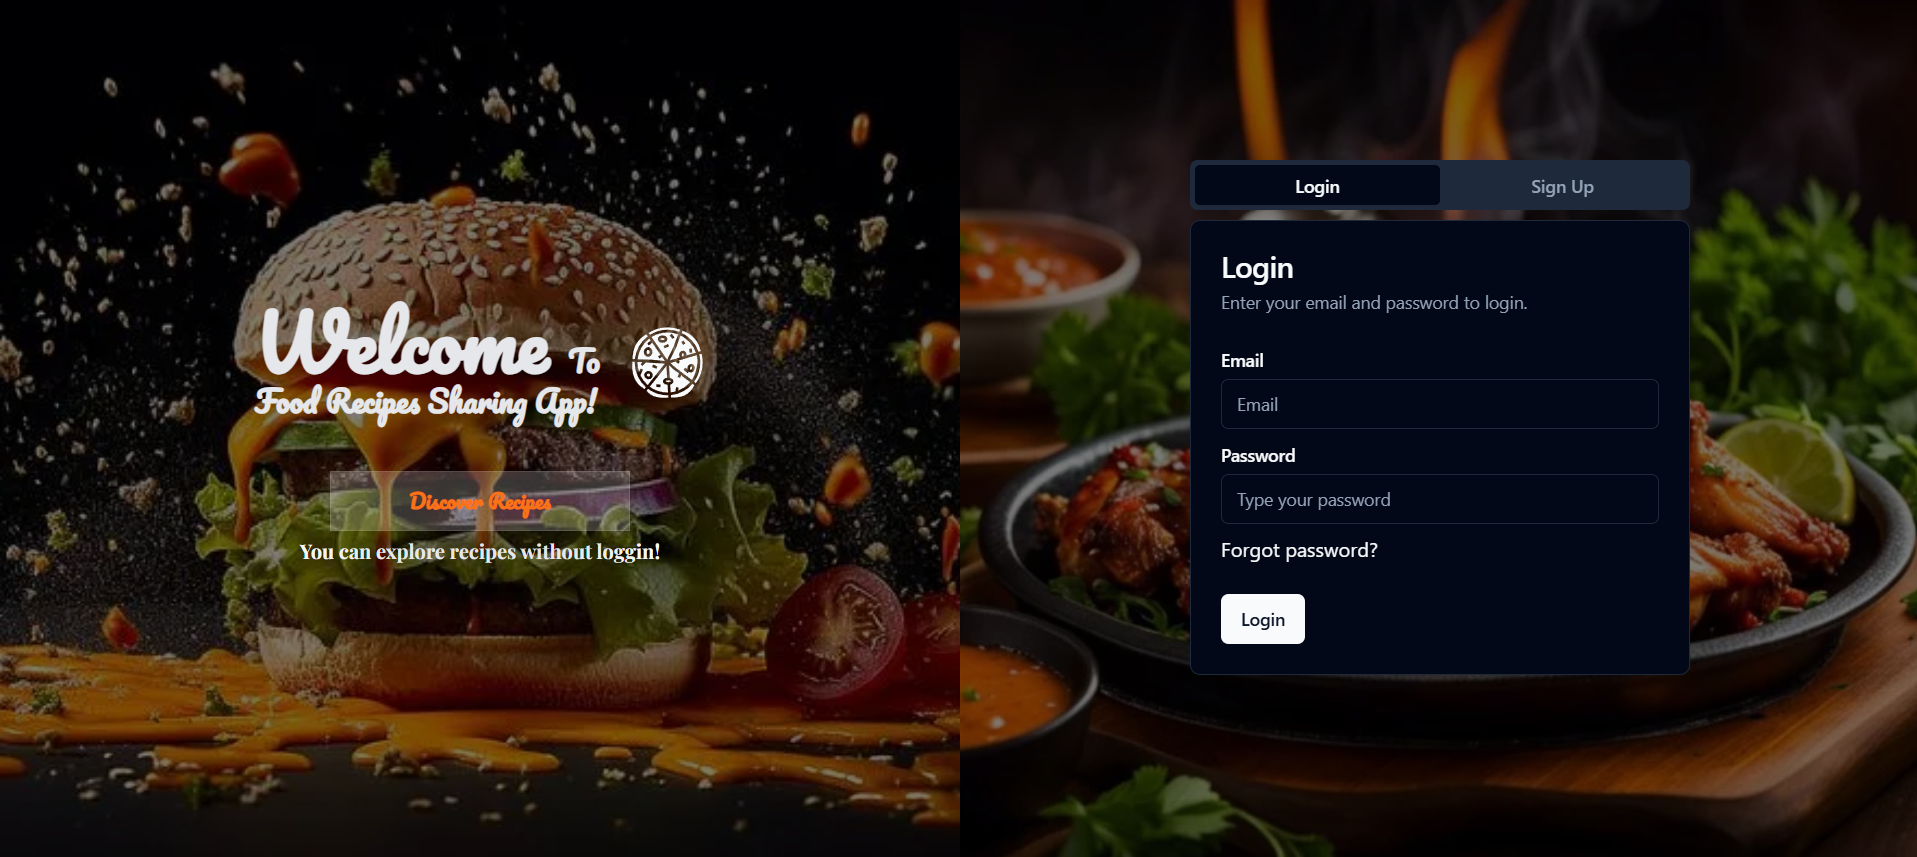 Welcome To
Food Recipes Sharing App!
Discover Recipes
You can explore recipes without loggin!
Login
Sign Up
Login
Enter your email and password to login.
Email
Email
Password
Type your password
Forgot password?
Login